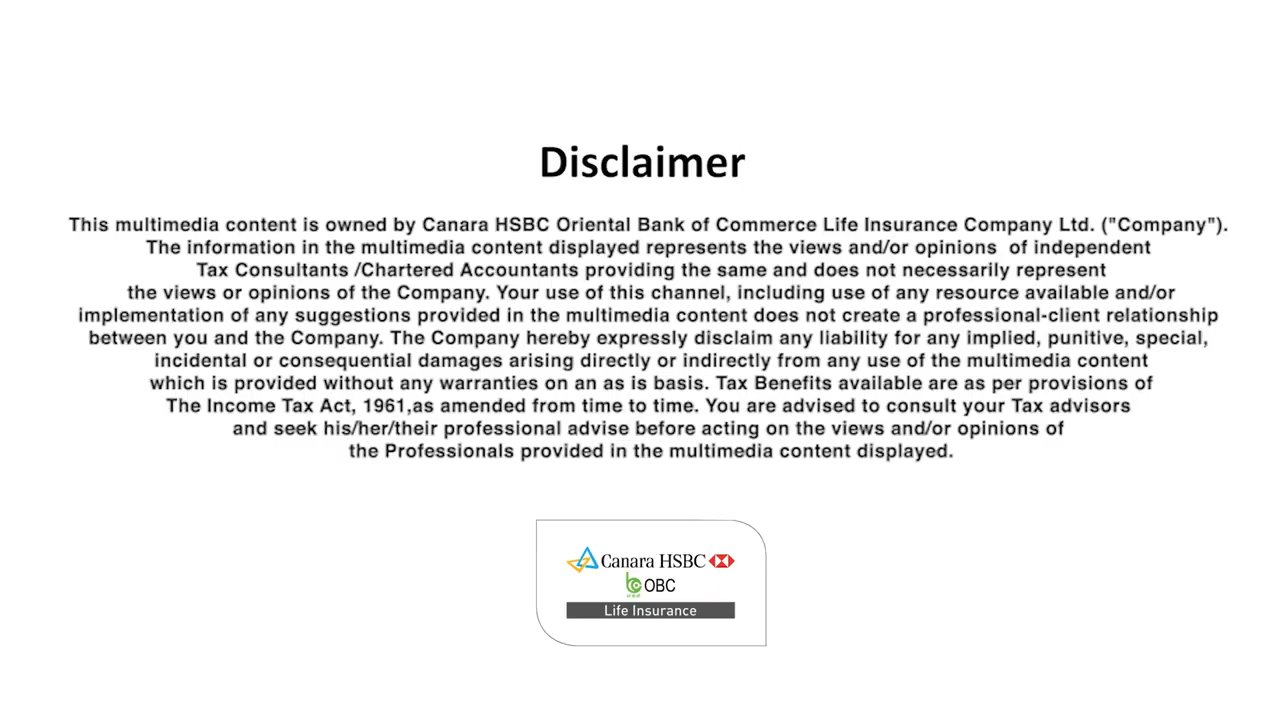 Disclaimer
This multimedia content is owned by Canara HSBC Oriental Bank of Commerce Life Insurance Company Ltd. ("Company").
The information in the multimedia content displayed represents the views and/or opinions of independent
Tax Consultants /Chartered Accountants providing the same and does not necessarily represent
the views or opinions of the Company. Your use of this channel, including use of any resource available and/or
implementation of any suggestions provided in the multimedia content does not create a professional-client relationship
between you and the Company. The Company hereby expressly disclaim any liability for any implied, punitive, special,
incidental or consequential damages arising directly or indirectly from any use of the multimedia content
which is provided without any warranties on an as is basis. Tax Benefits available are as per provisions of
The Income Tax Act, 1961,as amended from time to time. You are advised to consult your Tax advisors
and seek his/her/their professional advise before acting on the views and/or opinions of
the Professionals provided in the multimedia content displayed.
Canara HSBC
OBC
Life Insurance